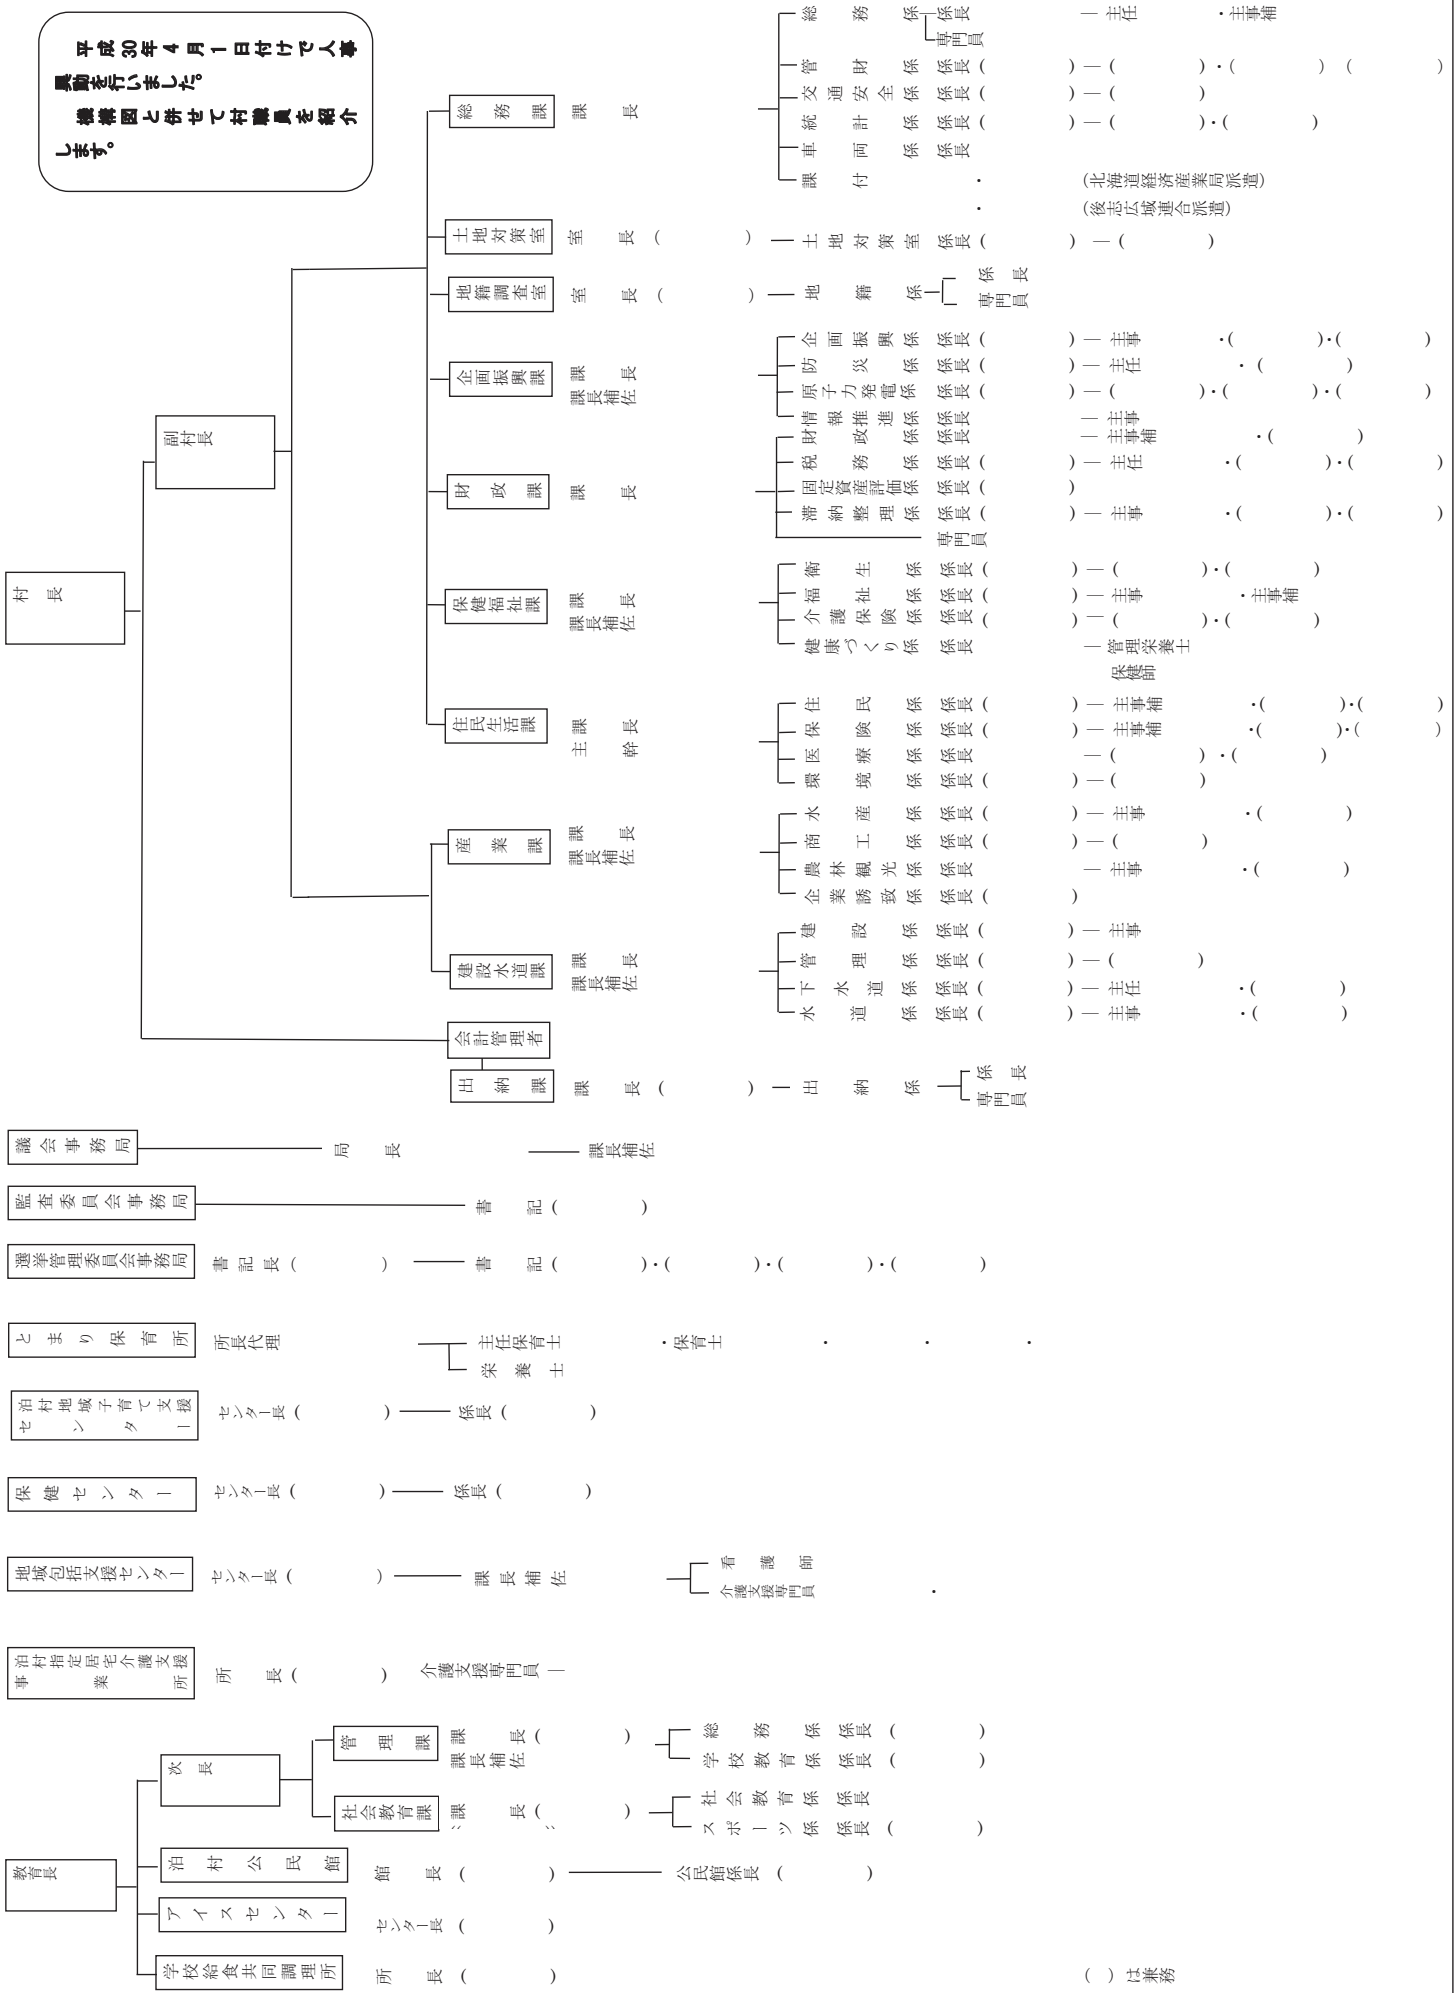 平成30年4月1日付けで人事
異動を行いました。
機構図と併せて村職員を紹介
します。
村長
副村長
総務課 課長
総務係 係長 ― 主任 ・主事補
専門員
管財係 係長( ) ― ( )・( ) ( )
交通安全係 係長( ) ― ( )
統計係 係長( ) ― ( )・( )
車両係 係長
課付 ・ (北海道経済産業局派遣)
・ (後志広域連合派遣)
土地対策室 室長( ) ― 土地対策室 係長( ) ― ( )
地籍調査室 室長( ) ― 地籍係 係長
専門員
企画振興課 課長
課長補佐
企画振興係 係長( ) ― 主事 ・( )・( )
防災係 係長( ) ― 主任 ・( )
原子力発電係 係長( ) ― ( )・( )・( )
情報推進係 係長 ― 主事
財政課 課長
財政係 係長 ― 主事補 ・( )
税務係 係長( ) ― 主任 ・( )・( )
固定資産評価係 係長( )
滞納整理係 係長( ) ― 主事 ・( )・( )
専門員
保健福祉課 課長
課長補佐
衛生係 係長( ) ― ( )・( )
福祉係 係長( ) ― 主事 ・主事補
介護保険係 係長( ) ― ( )・( )
健康づくり係 係長 ― 管理栄養士
保健師
住民生活課 課長
主幹
住民係 係長( ) ― 主事補 ・( )・( )
保険係 係長( ) ― 主事補 ・( )・( )
医療係 係長 ― ( )・( )
環境係 係長( ) ― ( )
産業課 課長
課長補佐
水産係 係長( ) ― 主事 ・( )
商工係 係長( ) ― ( )
農林観光係 係長 ― 主事 ・( )
企業誘致係 係長( )
建設水道課 課長
課長補佐
建設係 係長( ) ― 主事
管理係 係長( ) ― ( )
下水道係 係長( ) ― 主任 ・( )
水道係 係長( ) ― 主事 ・( )
会計管理者
出納課 課長( ) ― 出納係 係長
専門員
議会事務局 局長 ― 課長補佐
監査委員会事務局 書記( )
選挙管理委員会事務局 書記長( ) ― 書記( )・( )・( )・( )
とまり保育所 所長代理 主任保育士 ・保育士 ・ ・ ・
栄養士
泊村地域子育て支援
センター センター長( ) ― 係長( )
保健センター センター長( ) ― 係長( )
地域包括支援センター センター長( ) ― 課長補佐 看護師
介護支援専門員 ・
泊村指定居宅介護支援
事業所 所長( ) 介護支援専門員 ―
教育長
次長
管理課 課長( )
課長補佐
総務係 係長( )
学校教育係 係長( )
社会教育課 課長( )
社会教育係 係長
スポーツ係 係長( )
泊村公民館 館長( ) ― 公民館係長( )
アイスセンター センター長( )
学校給食共同調理所 所長( )
( )は兼務